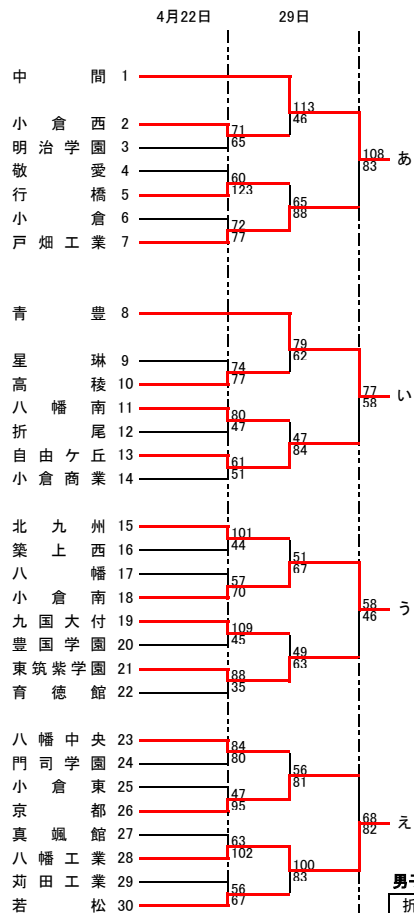 4月22日 29日
中間 1
113
46
小倉西 2
71
65
明治学園 3
108
83
あ
敬愛 4
60
123
行橋 5
65
88
小倉 6
72
77
戸畑工業 7
青豊 8
79
62
星琳 9
74
77
高稜 10
77
58
い
八幡南 11
80
47
折尾 12
47
84
自由ケ丘 13
61
51
小倉商業 14
北九州 15
101
44
築上西 16
51
67
八幡 17
57
70
小倉南 18
58
46
う
九国大付 19
109
45
豊国学園 20
49
63
東筑紫学園 21
88
35
育徳館 22
八幡中央 23
84
80
門司学園 24
56
81
小倉東 25
47
95
京都 26
68
82
え
真颯館 27
63
102
八幡工業 28
100
83
苅田工業 29
56
67
若松 30
男子
折